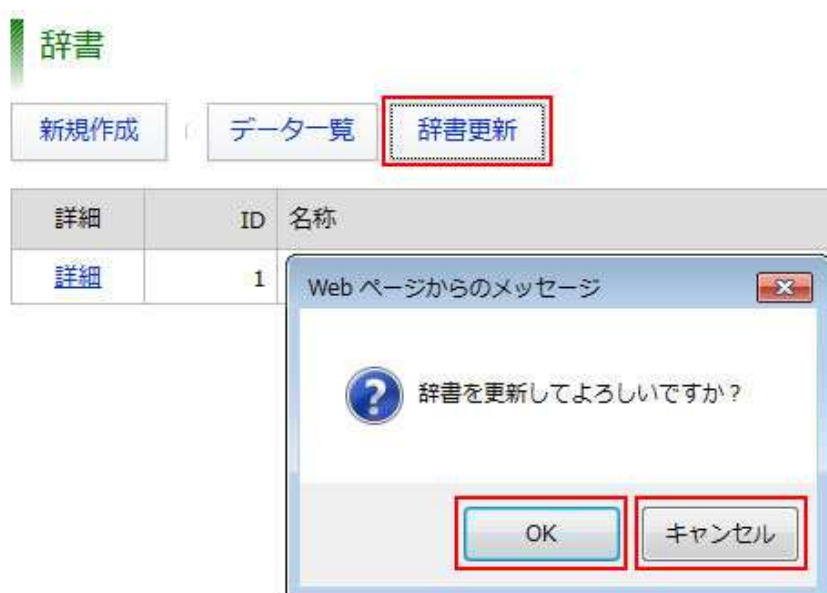 辞書
新規作成 データ一覧 辞書更新
詳細 ID 名称
詳細 1
Web ページからのメッセージ
辞書を更新してよろしいですか？
OK キャンセル